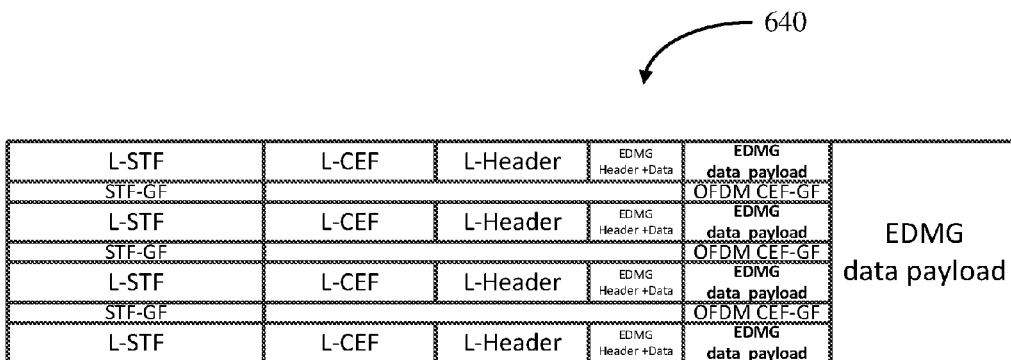 640
L-STF L-CEF L-Header EDMG Header +Data EDMG data payload
STF-GF OFDM CEF-GF
L-STF L-CEF L-Header EDMG Header +Data EDMG data payload
STF-GF OFDM CEF-GF
L-STF L-CEF L-Header EDMG Header +Data EDMG data payload
STF-GF OFDM CEF-GF
L-STF L-CEF L-Header EDMG Header +Data EDMG data payload
EDMG
data payload